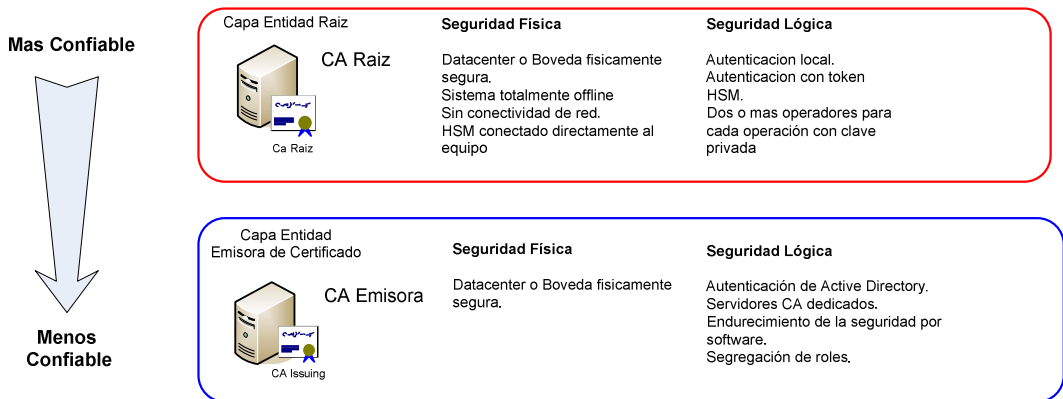 Mas Confiable
Menos
Confiable
Capa Entidad Raiz
CA Raiz
Ca Raiz
Seguridad Física
Datacenter o Boveda fisicamente
segura.
Sistema totalmente offline
Sin conectividad de red.
HSM conectado directamente al
equipo
Seguridad Lógica
Autenticacion local.
Autenticacion con token
HSM.
Dos o mas operadores para
cada operación con clave
privada
Capa Entidad
Emisora de Certificado
CA Emisora
CA Issuing
Seguridad Física
Datacenter o Boveda fisicamente
segura.
Seguridad Lógica
Autenticación de Active Directory.
Servidores CA dedicados.
Endurecimiento de la seguridad por
software.
Segregación de roles.